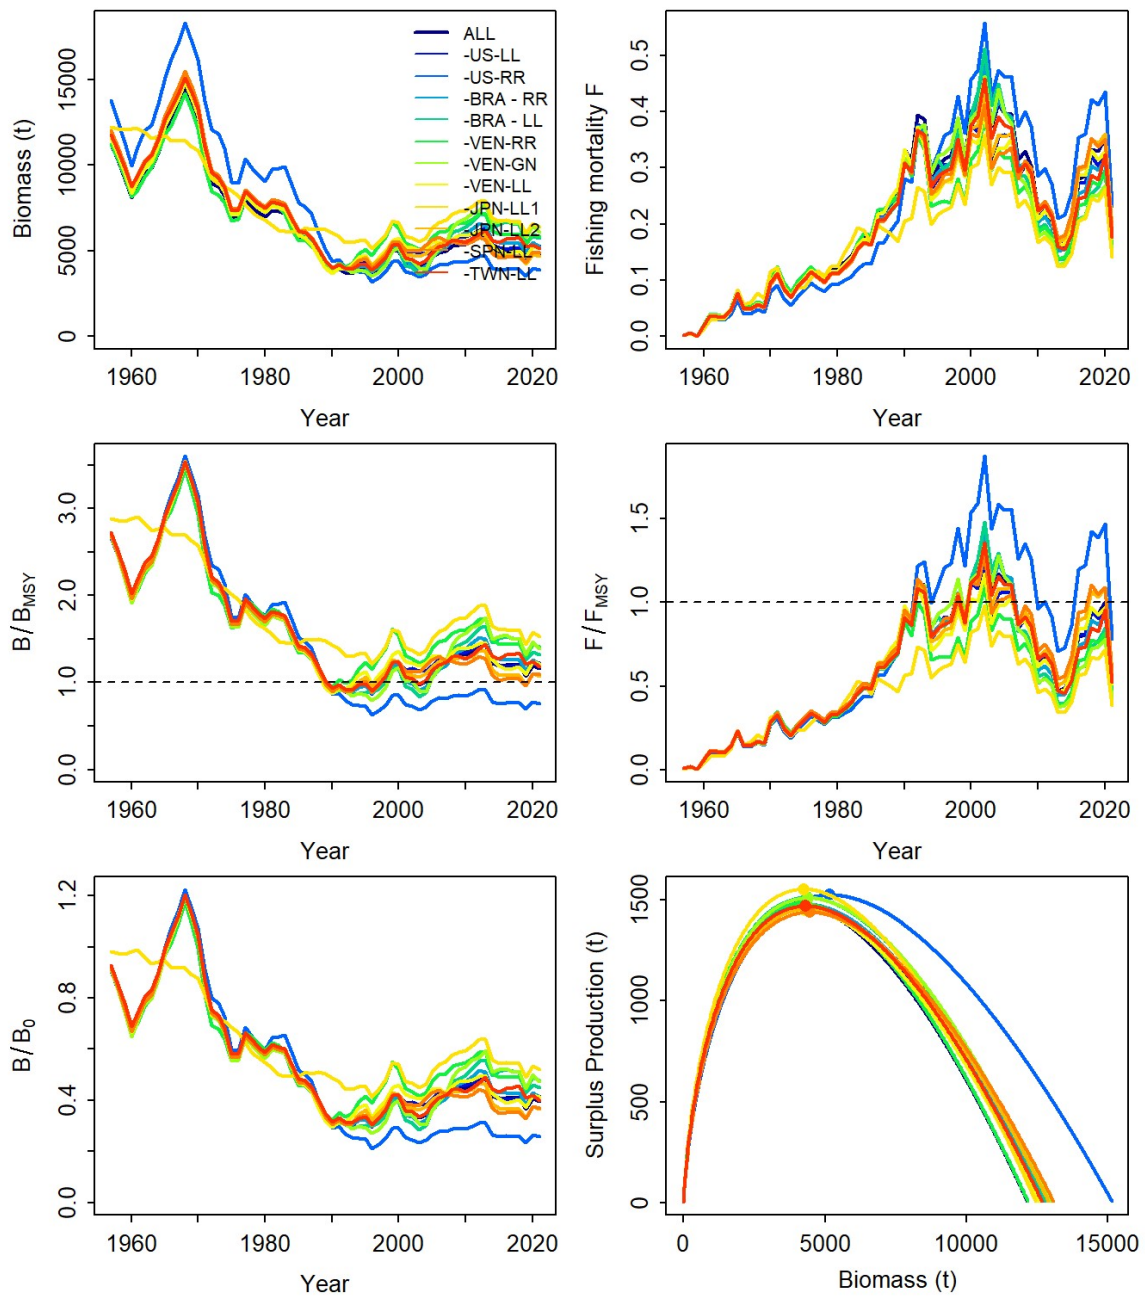 Biomass (t)
15000
10000
5000
0
ALL
-US-LL
-US-RR
-BRA - RR
-BRA - LL
-VEN-RR
-VEN-GN
-VEN-LL
-JPN-LL1
-JPN-LL2
-SPN-LL
-TWN-LL
1960 1980 2000 2020
Year
Fishing mortality F
0.5
0.4
0.3
0.2
0.1
0.0
1960 1980 2000 2020
Year
B/BMSY
3.0
2.0
1.0
0.0
1960 1980 2000 2020
Year
F/FMSY
1.5
1.0
0.5
0.0
1960 1980 2000 2020
Year
B/B0
1.2
0.8
0.4
0.0
1960 1980 2000 2020
Year
Surplus Production (t)
1500
1000
500
0
0 5000 10000 15000
Biomass (t)